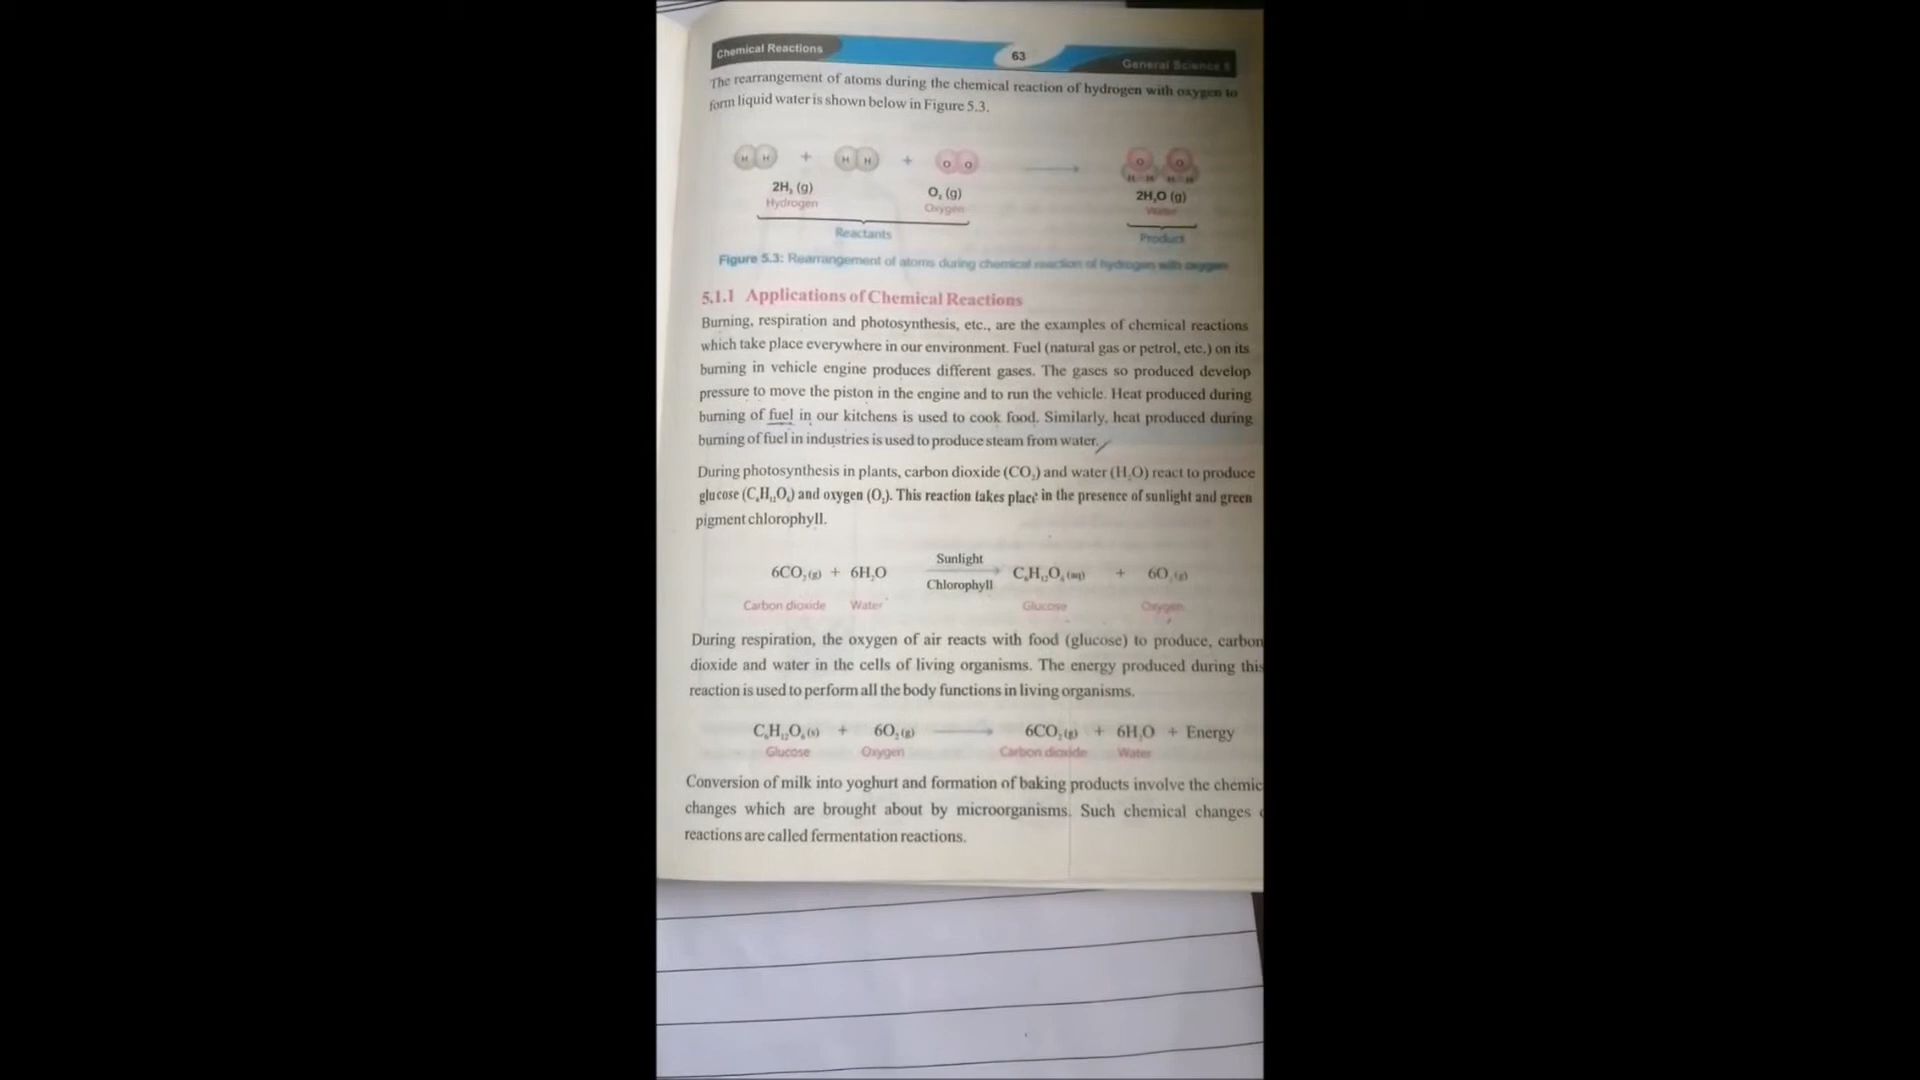 Chemical Reactions 63 General Science 8
The rearrangement of atoms during the chemical reaction of hydrogen with oxygen to
form liquid water is shown below in Figure 5.3.
H H + H H + O O O O
H H H H
2H₂ (g) O₂ (g) 2H₂O (g)
Hydrogen Oxygen Water
Reactants Product
Figure 5.3: Rearrangement of atoms during chemical reaction of hydrogen with oxygen
5.1.1 Applications of Chemical Reactions
Burning, respiration and photosynthesis, etc., are the examples of chemical reactions
which take place everywhere in our environment. Fuel (natural gas or petrol, etc.) on its
burning in vehicle engine produces different gases. The gases so produced develop
pressure to move the piston in the engine and to run the vehicle. Heat produced during
burning of fuel in our kitchens is used to cook food. Similarly, heat produced during
burning of fuel in industries is used to produce steam from water.
During photosynthesis in plants, carbon dioxide (CO₂) and water (H₂O) react to produce
glucose (C₆H₁₂O₆) and oxygen (O₂). This reaction takes place in the presence of sunlight and green
pigment chlorophyll.
Sunlight
6CO₂ (g) + 6H₂O → C₆H₁₂O₆ (aq) + 6O₂ (g)
Chlorophyll
Carbon dioxide Water Glucose Oxygen
During respiration, the oxygen of air reacts with food (glucose) to produce, carbon
dioxide and water in the cells of living organisms. The energy produced during this
reaction is used to perform all the body functions in living organisms.
C₆H₁₂O₆ (s) + 6O₂ (g) → 6CO₂ (g) + 6H₂O + Energy
Glucose Oxygen Carbon dioxide Water
Conversion of milk into yoghurt and formation of baking products involve the chemic
changes which are brought about by microorganisms. Such chemical changes
reactions are called fermentation reactions.